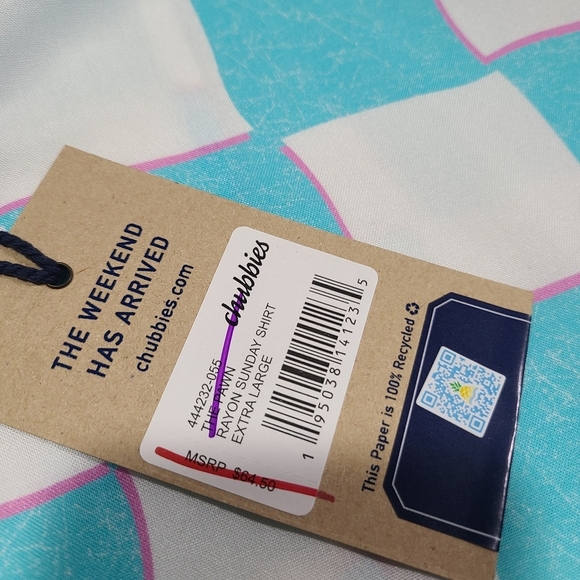 THE WEEKEND
HAS ARRIVED
chubbies.com
chubbies
444232-055
THE PAWN
RAYON SUNDAY SHIRT
EXTRA LARGE
1 95038 14123 5
MSRP $64.50
This Paper is 100% Recycled